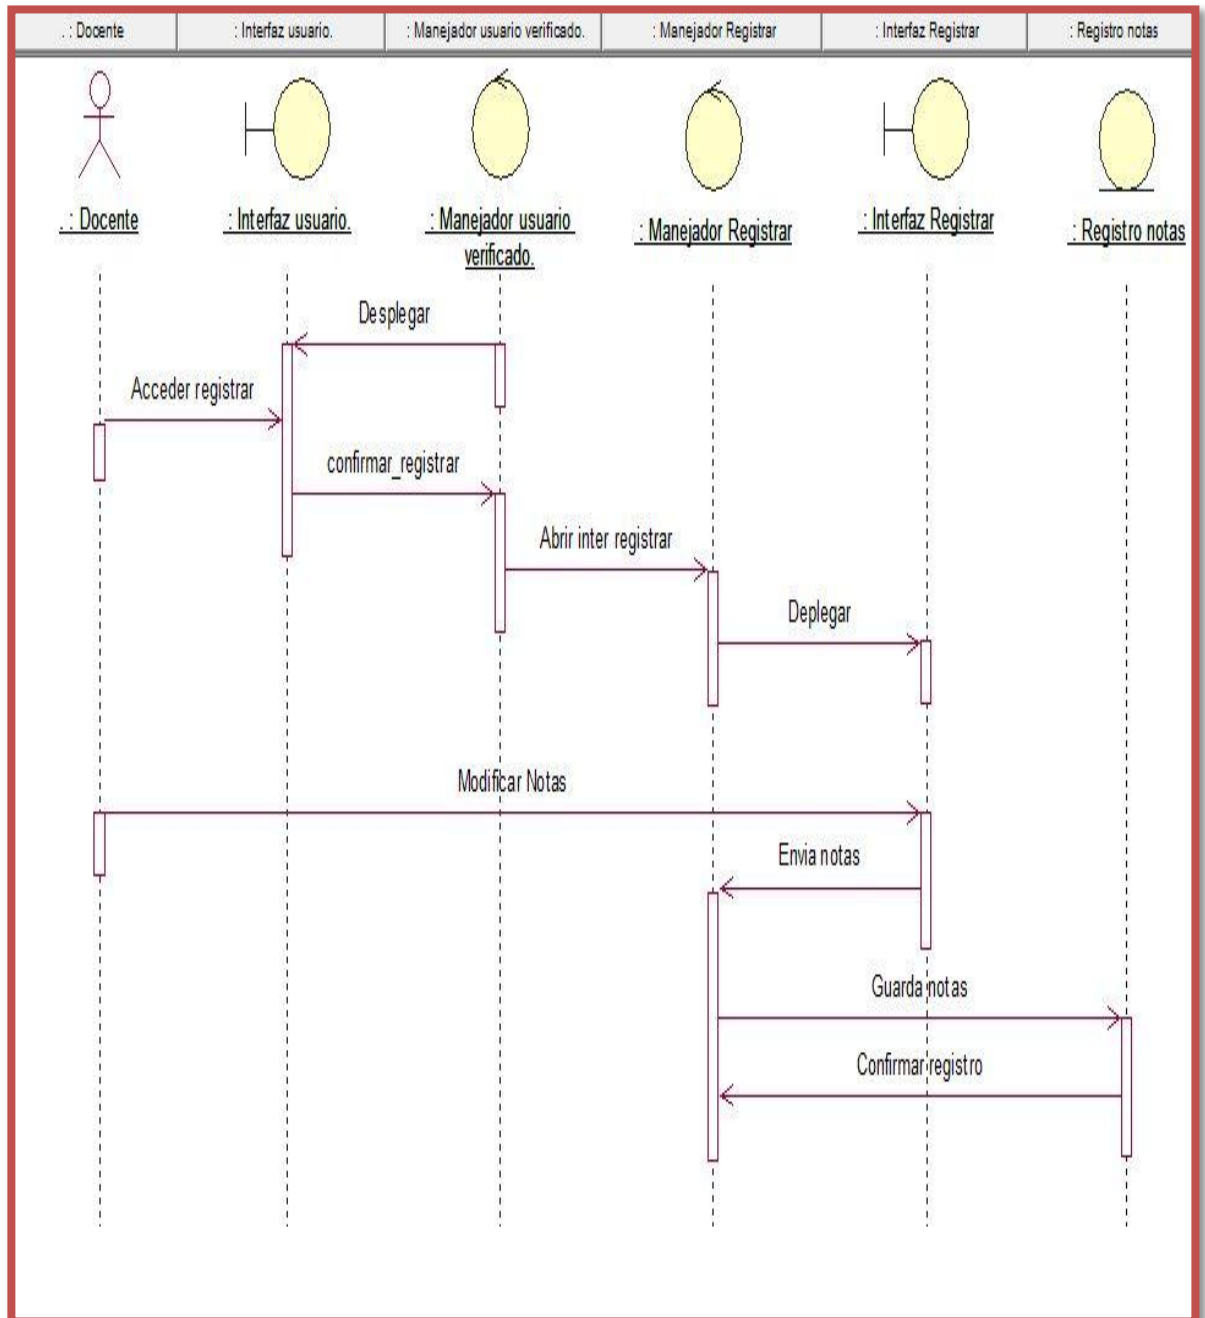 . : Docente
: Interfaz usuario.
: Manejador usuario verificado.
: Manejador Registrar
: Interfaz Registrar
: Registro notas
. : Docente
: Interfaz usuario.
: Manejador usuario
verificado.
: Manejador Registrar
: Interfaz Registrar
: Registro notas
Desplegar
Acceder registrar
confirmar_registrar
Abrir inter registrar
Deplegar
Modificar Notas
Envia notas
Guarda notas
Confirmar registro